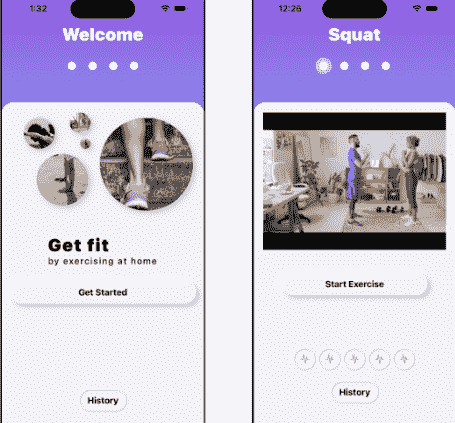 1:32
Welcome
Get fit
by exercising at home
Get Started
History
12:26
Squat
Start Exercise
History